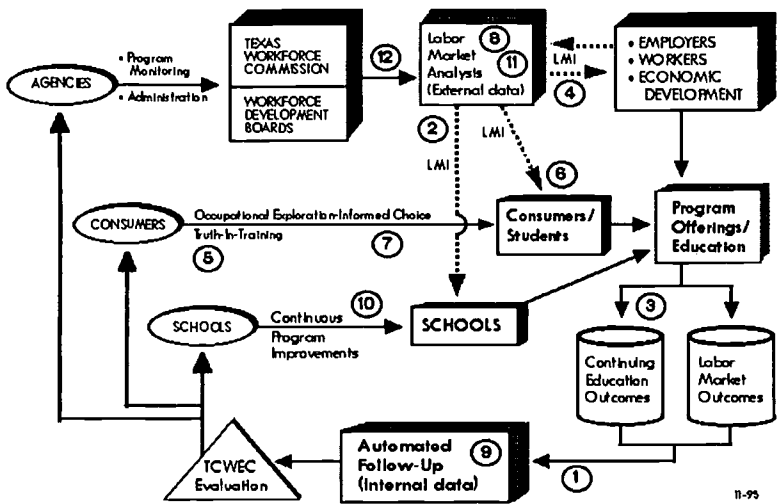 • Program
Monitoring
AGENCIES
• Administration
TEXAS
WORKFORCE
COMMISSION
WORKFORCE
DEVELOPMENT
BOARDS
12
Labor
Market
Analysis
(External data)
8
11
LMI
4
• EMPLOYERS
• WORKERS
• ECONOMIC
DEVELOPMENT
2
LMI
LMI
6
CONSUMERS
Occupational Exploration-Informed Choice
Truth-In-Training
5
7
Consumers/
Students
Program
Offerings/
Education
SCHOOLS
Continuous
Program
Improvements
10
SCHOOLS
3
Continuing
Education
Outcomes
Labor
Market
Outcomes
TCWEC
Evaluation
Automated
Follow-Up
(Internal data)
9
1
11-95